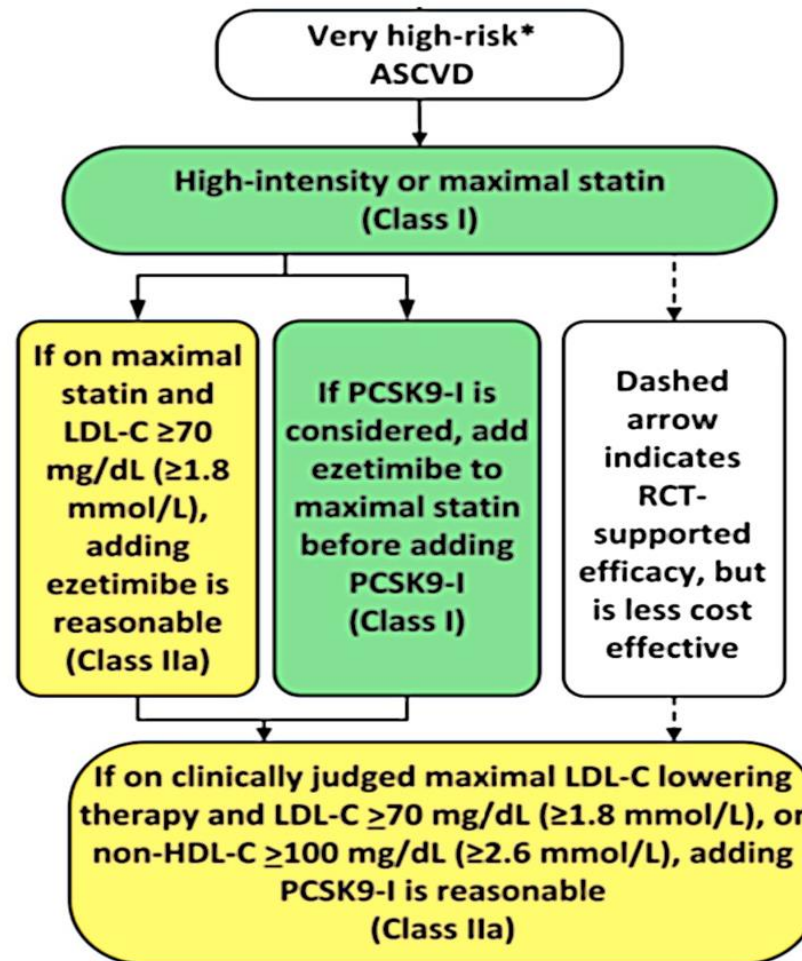 Very high-risk*
ASCVD
High-intensity or maximal statin
(Class I)
If on maximal
statin and
LDL-C ≥70
mg/dL (≥1.8
mmol/L),
adding
ezetimibe is
reasonable
(Class IIa)
If PCSK9-I is
considered, add
ezetimibe to
maximal statin
before adding
PCSK9-I
(Class I)
Dashed
arrow
indicates
RCT-
supported
efficacy, but
is less cost
effective
If on clinically judged maximal LDL-C lowering
therapy and LDL-C ≥70 mg/dL (≥1.8 mmol/L), or
non-HDL-C ≥100 mg/dL (≥2.6 mmol/L), adding
PCSK9-I is reasonable
(Class IIa)